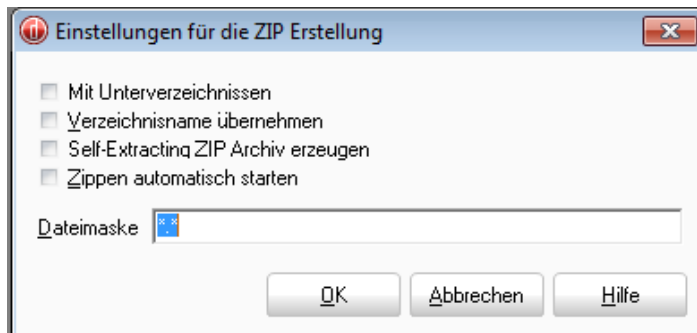 Einstellungen für die ZIP Erstellung
Mit Unterverzeichnissen
Verzeichnisname übernehmen
Self-Extracting ZIP Archiv erzeugen
Zippen automatisch starten
Dateimaske *.*
OK Abbrechen Hilfe